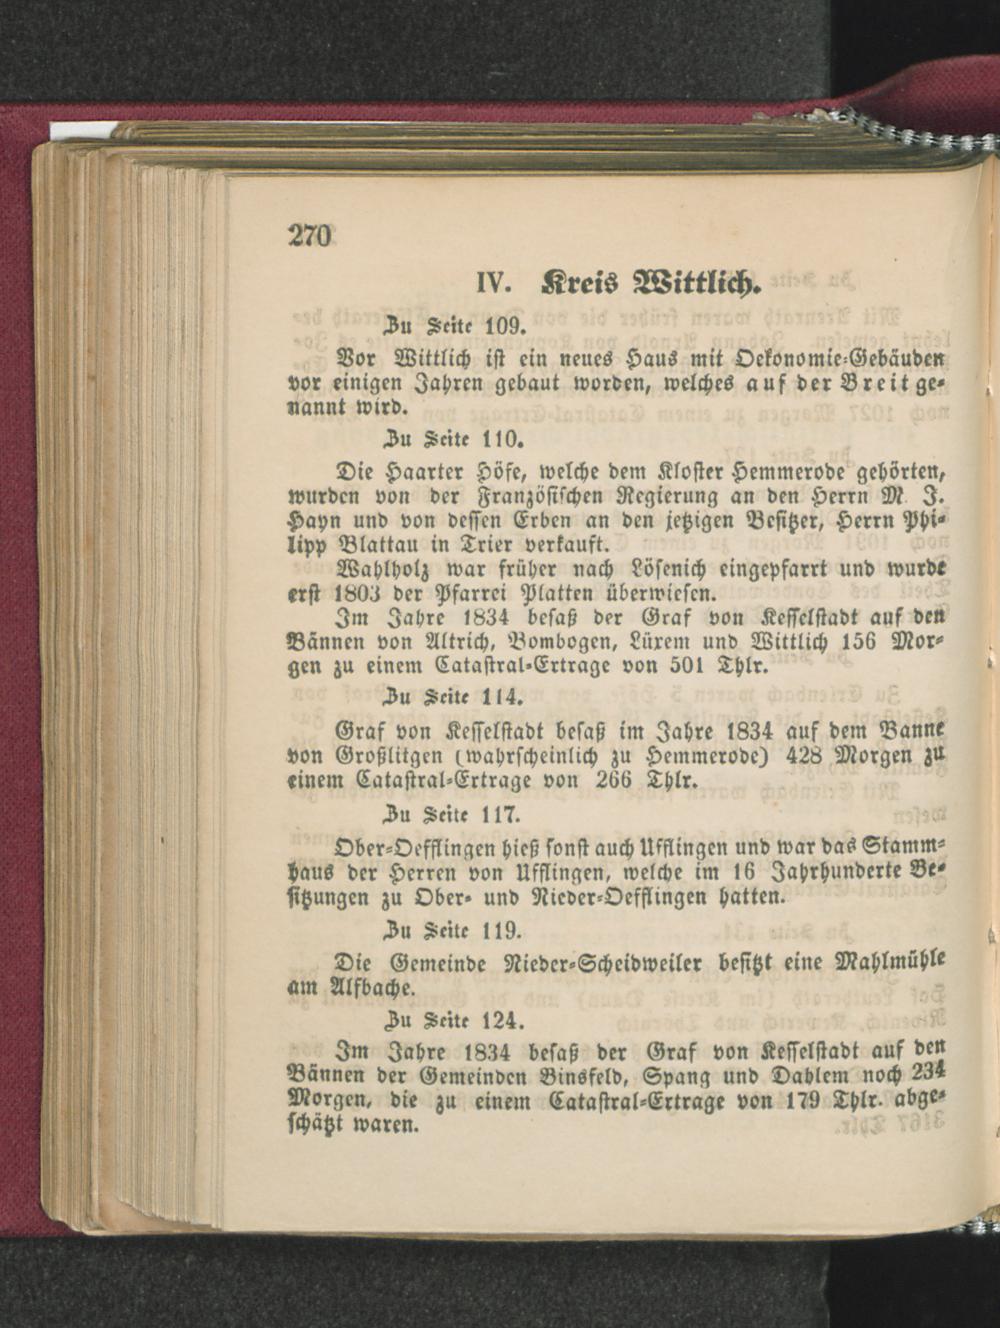 270
IV. Kreis Wittlich.
Zu Seite 109.
Vor Wittlich ist ein neues Haus mit Oekonomie-Gebäuden
vor einigen Jahren gebaut worden, welches auf der Breit ge-
nannt wird.
Zu Seite 110.
Die Haarter Höfe, welche dem Kloster Hemmerode gehörten,
wurden von der Französischen Regierung an den Herrn M J.
Hayn und von dessen Erben an den jetzigen Besitzer, Herrn Phi-
lipp Blattau in Trier verkauft.
Wahlholz war früher nach Lösenich eingepfarrt und wurde
erst 1803 der Pfarrei Platten überwiesen.
Im Jahre 1834 besaß der Graf von Kesselstadt auf den
Bännen von Altrich, Bombogen, Lürem und Wittlich 156 Mor-
gen zu einem Catastral-Ertrage von 501 Thlr.
Zu Seite 114.
Graf von Kesselstadt besaß im Jahre 1834 auf dem Banne
von Großlitgen (wahrscheinlich zu Hemmerode) 428 Morgen zu
einem Catastral-Ertrage von 266 Thlr.
Zu Seite 117.
Ober-Oefflingen hieß sonst auch Ufflingen und war das Stamm-
haus der Herren von Ufflingen, welche im 16 Jahrhunderte Be-
sitzungen zu Ober- und Nieder-Oefflingen hatten.
Zu Seite 119.
Die Gemeinde Nieder-Scheidweiler besitzt eine Mahlmühle
am Alfbache.
Zu Seite 124.
Im Jahre 1834 besaß der Graf von Kesselstadt auf den
Bännen der Gemeinden Binsfeld, Spang und Dahlem noch 234
Morgen, die zu einem Catastral-Ertrage von 179 Thlr. abge-
schätzt waren.